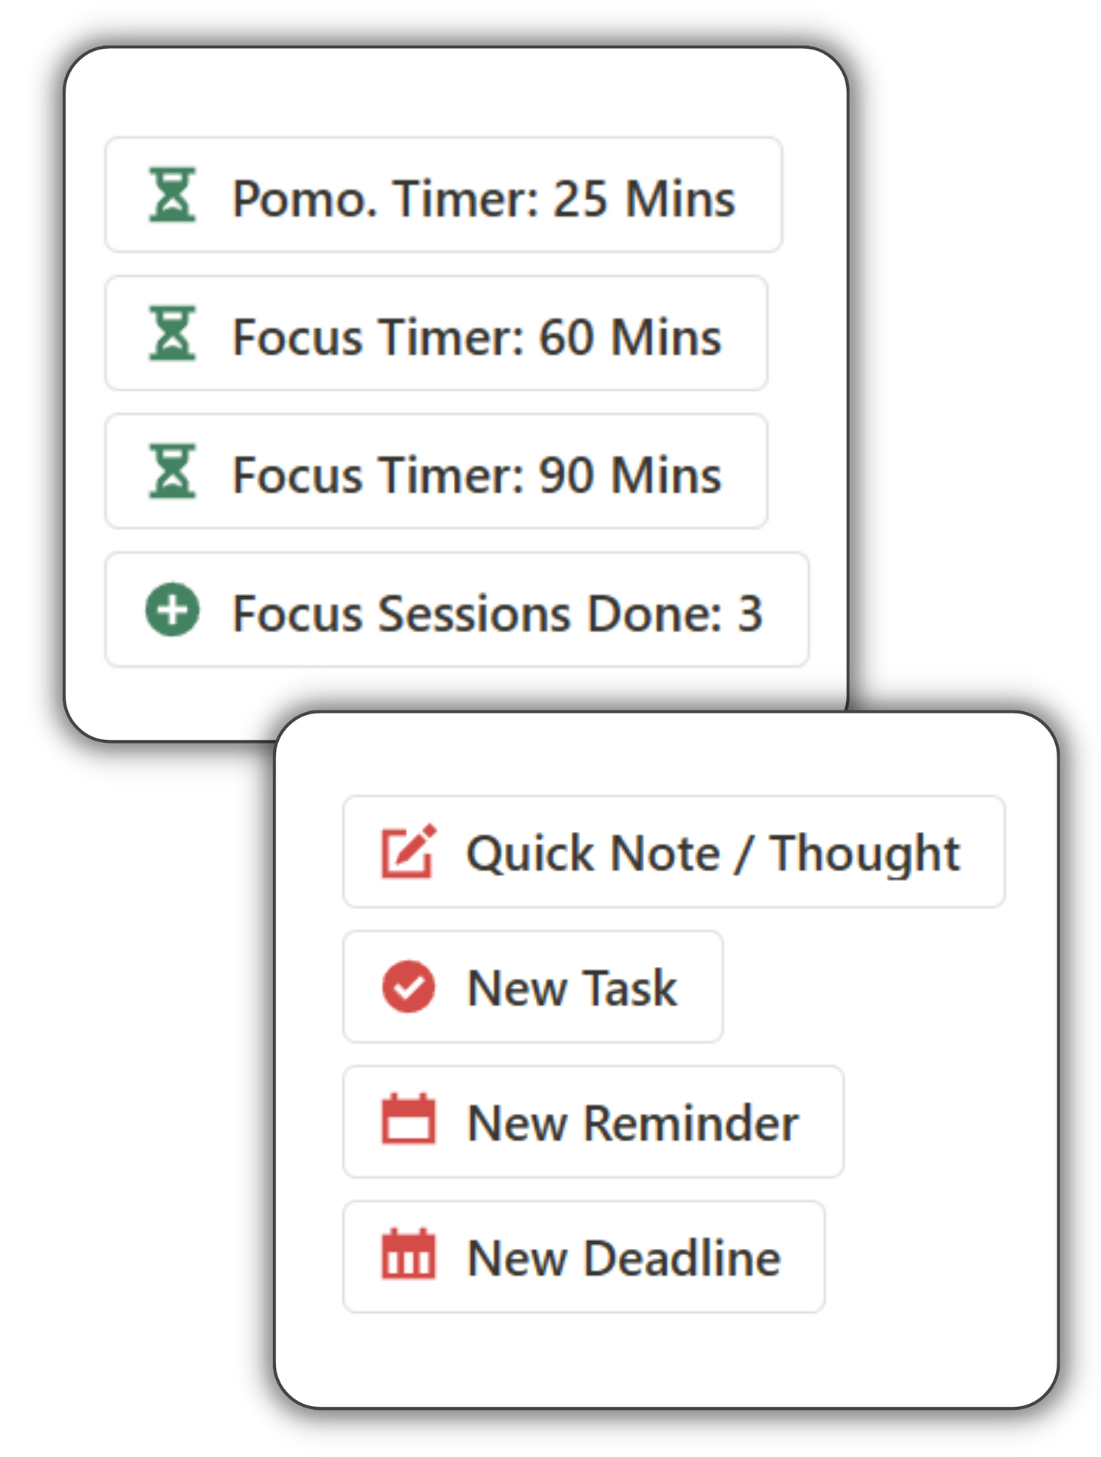 Pomo. Timer: 25 Mins
Focus Timer: 60 Mins
Focus Timer: 90 Mins
Focus Sessions Done: 3
Quick Note / Thought
New Task
New Reminder
New Deadline